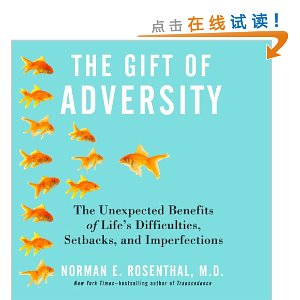 点击在线试读!
THE GIFT OF
ADVERSITY
The Unexpected Benefits
of Life's Difficulties,
Setbacks, and Imperfections
NORMAN E. ROSENTHAL, M.D.
New York Times-bestselling author of Transcendence